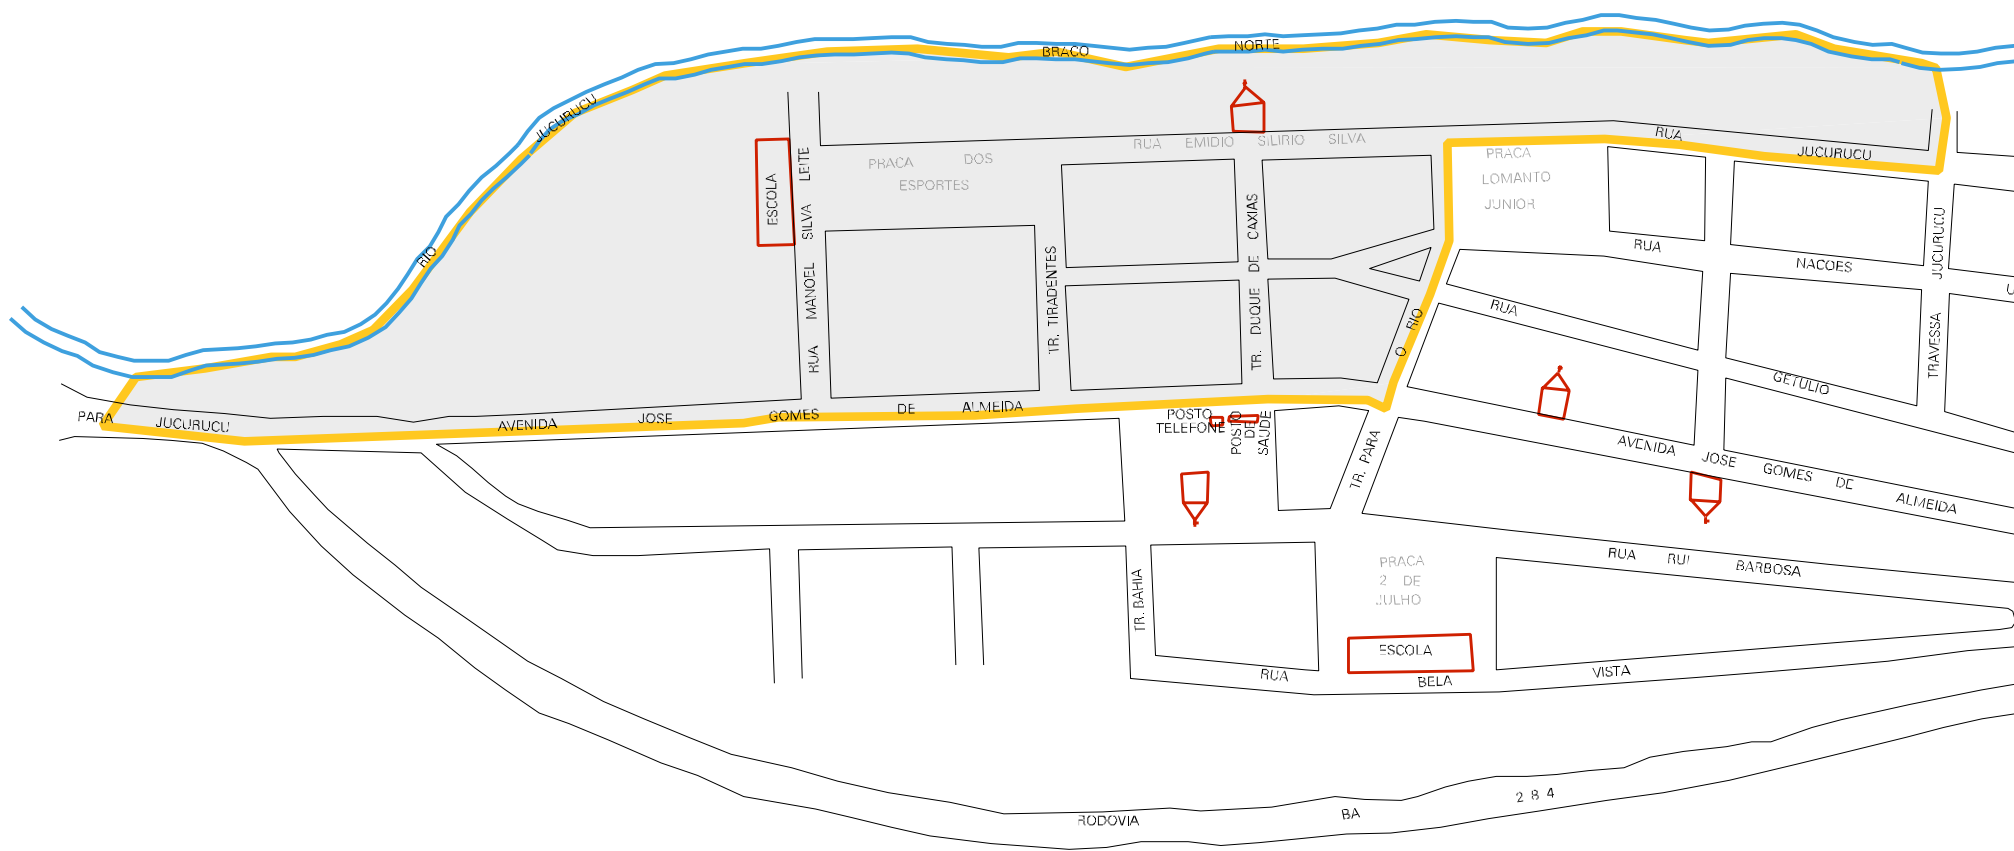 BRACO NORTE
RIO JUCURUCU
RUA EMIDIO SILIRIO SILVA
RUA JUCURUCU
PRACA DOS
ESPORTES
PRACA
LOMANTO
JUNIOR
ESCOLA
RUA MANOEL SILVA LEITE
TR. TIRADENTES
TR. DUQUE DE CAXIAS
O RIO
RUA NACOES
U
TRAVESSA JUCURUCU
RUA GETULIO
PARA JUCURUCU
AVENIDA JOSE GOMES DE ALMEIDA
POSTO
TELEFONE
POSTO
DE
SAUDE
TR. PARA
AVENIDA JOSE GOMES DE ALMEIDA
RUA RUI BARBOSA
PRACA
2 DE
JULHO
TR. BAHIA
ESCOLA
RUA BELA VISTA
RODOVIA BA 284